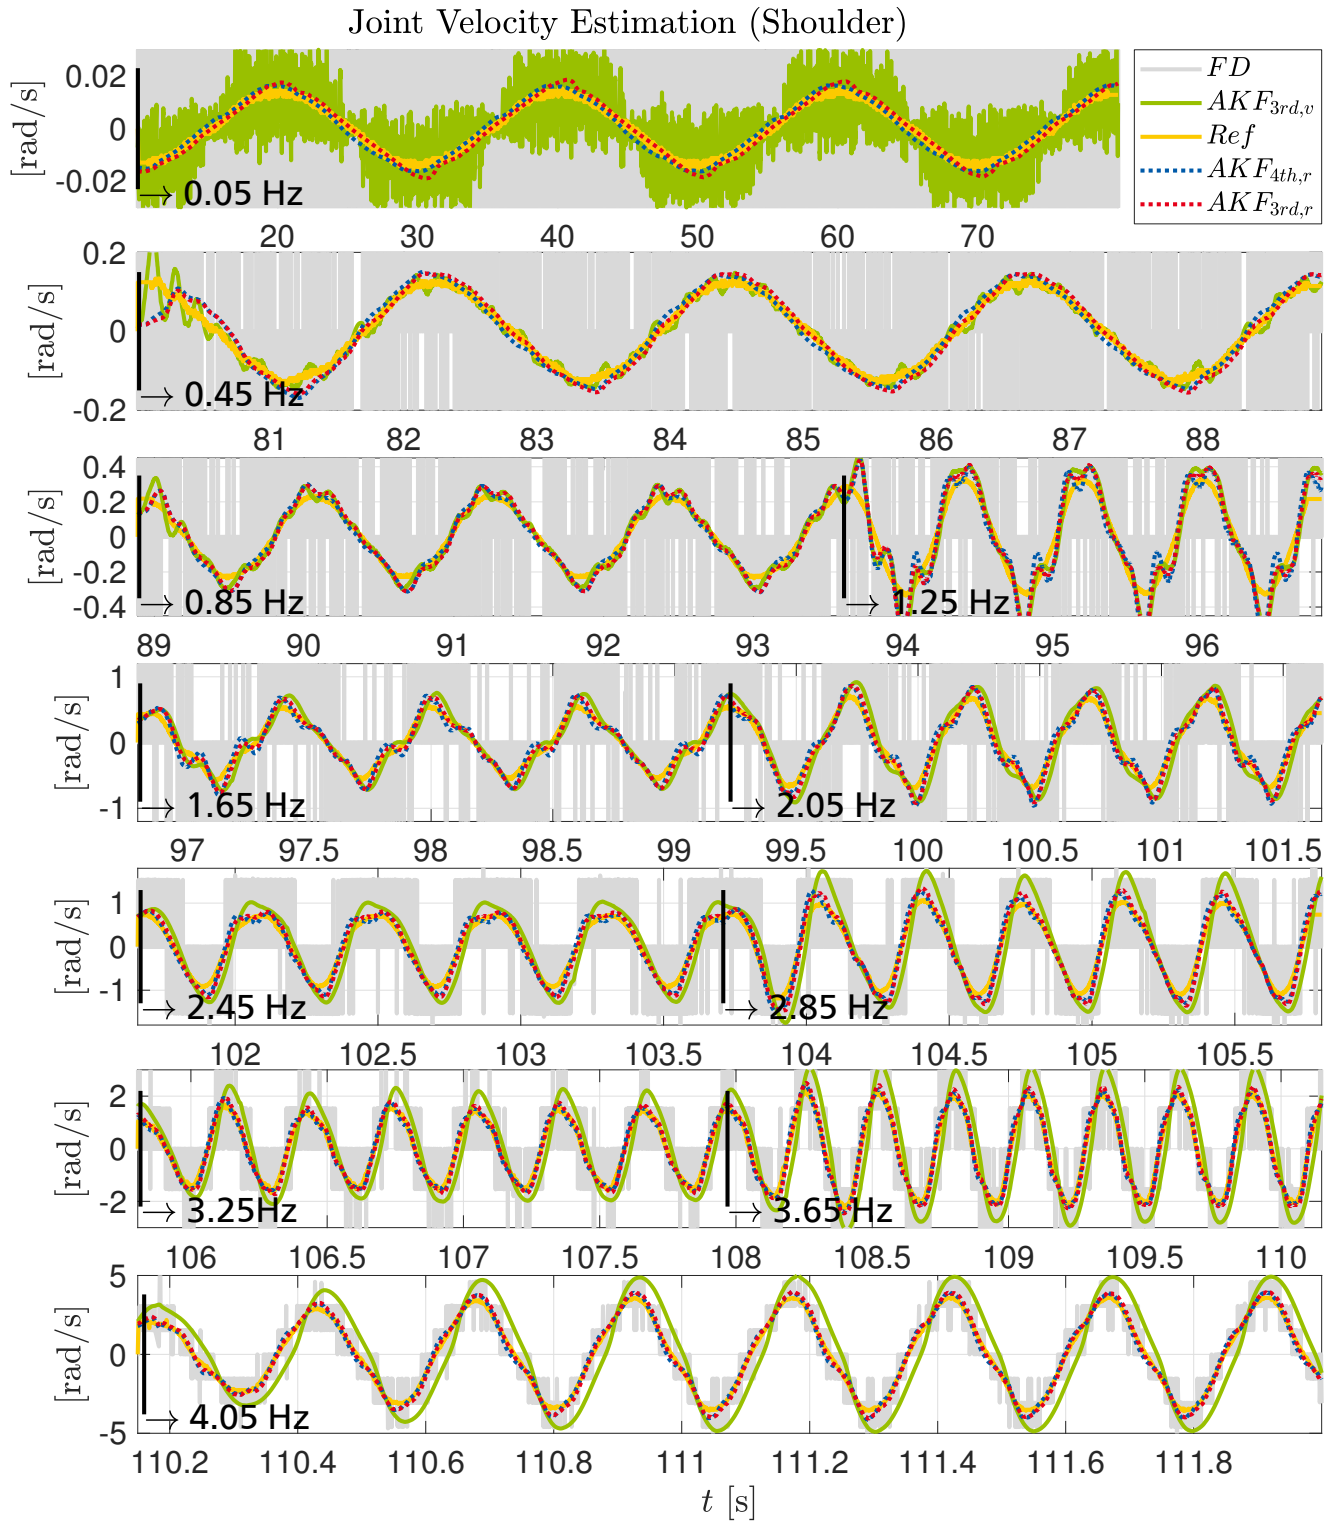 Joint Velocity Estimation (Shoulder)
FD
AKF3rd,v
Ref
AKF4th,r
AKF3rd,r
[rad/s]
0.02
0
-0.02
→ 0.05 Hz
20 30 40 50 60 70
[rad/s]
0.2
0
-0.2
→ 0.45 Hz
81 82 83 84 85 86 87 88
[rad/s]
0.4
0.2
0
-0.2
-0.4
→ 0.85 Hz → 1.25 Hz
89 90 91 92 93 94 95 96
[rad/s]
1
0
-1
→ 1.65 Hz → 2.05 Hz
97 97.5 98 98.5 99 99.5 100 100.5 101 101.5
[rad/s]
1
0
-1
→ 2.45 Hz → 2.85 Hz
102 102.5 103 103.5 104 104.5 105 105.5
[rad/s]
2
0
-2
→ 3.25Hz → 3.65 Hz
106 106.5 107 107.5 108 108.5 109 109.5 110
[rad/s]
5
0
-5
→ 4.05 Hz
110.2 110.4 110.6 110.8 111 111.2 111.4 111.6 111.8
t [s]